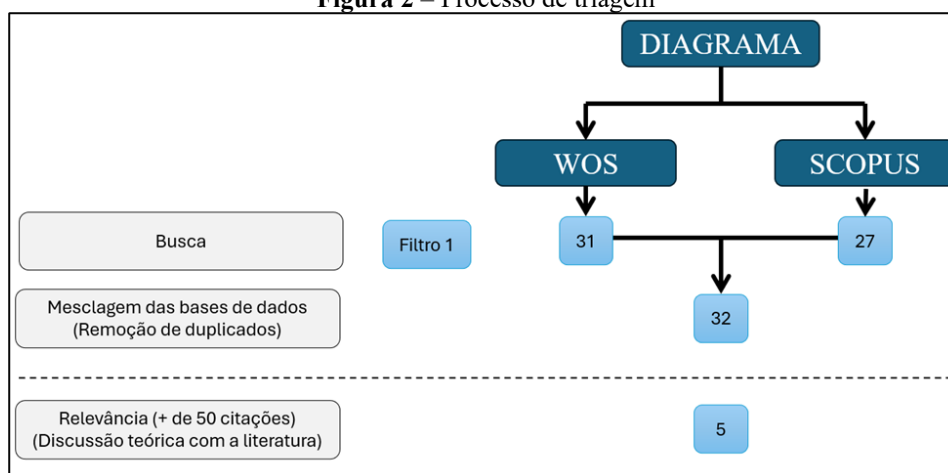 Figura 2 – Processo de triagem
DIAGRAMA
WOS
SCOPUS
Busca
Filtro 1
31
27
Mesclagem das bases de dados
(Remoção de duplicados)
32
Relevância (+ de 50 citações)
(Discussão teórica com a literatura)
5